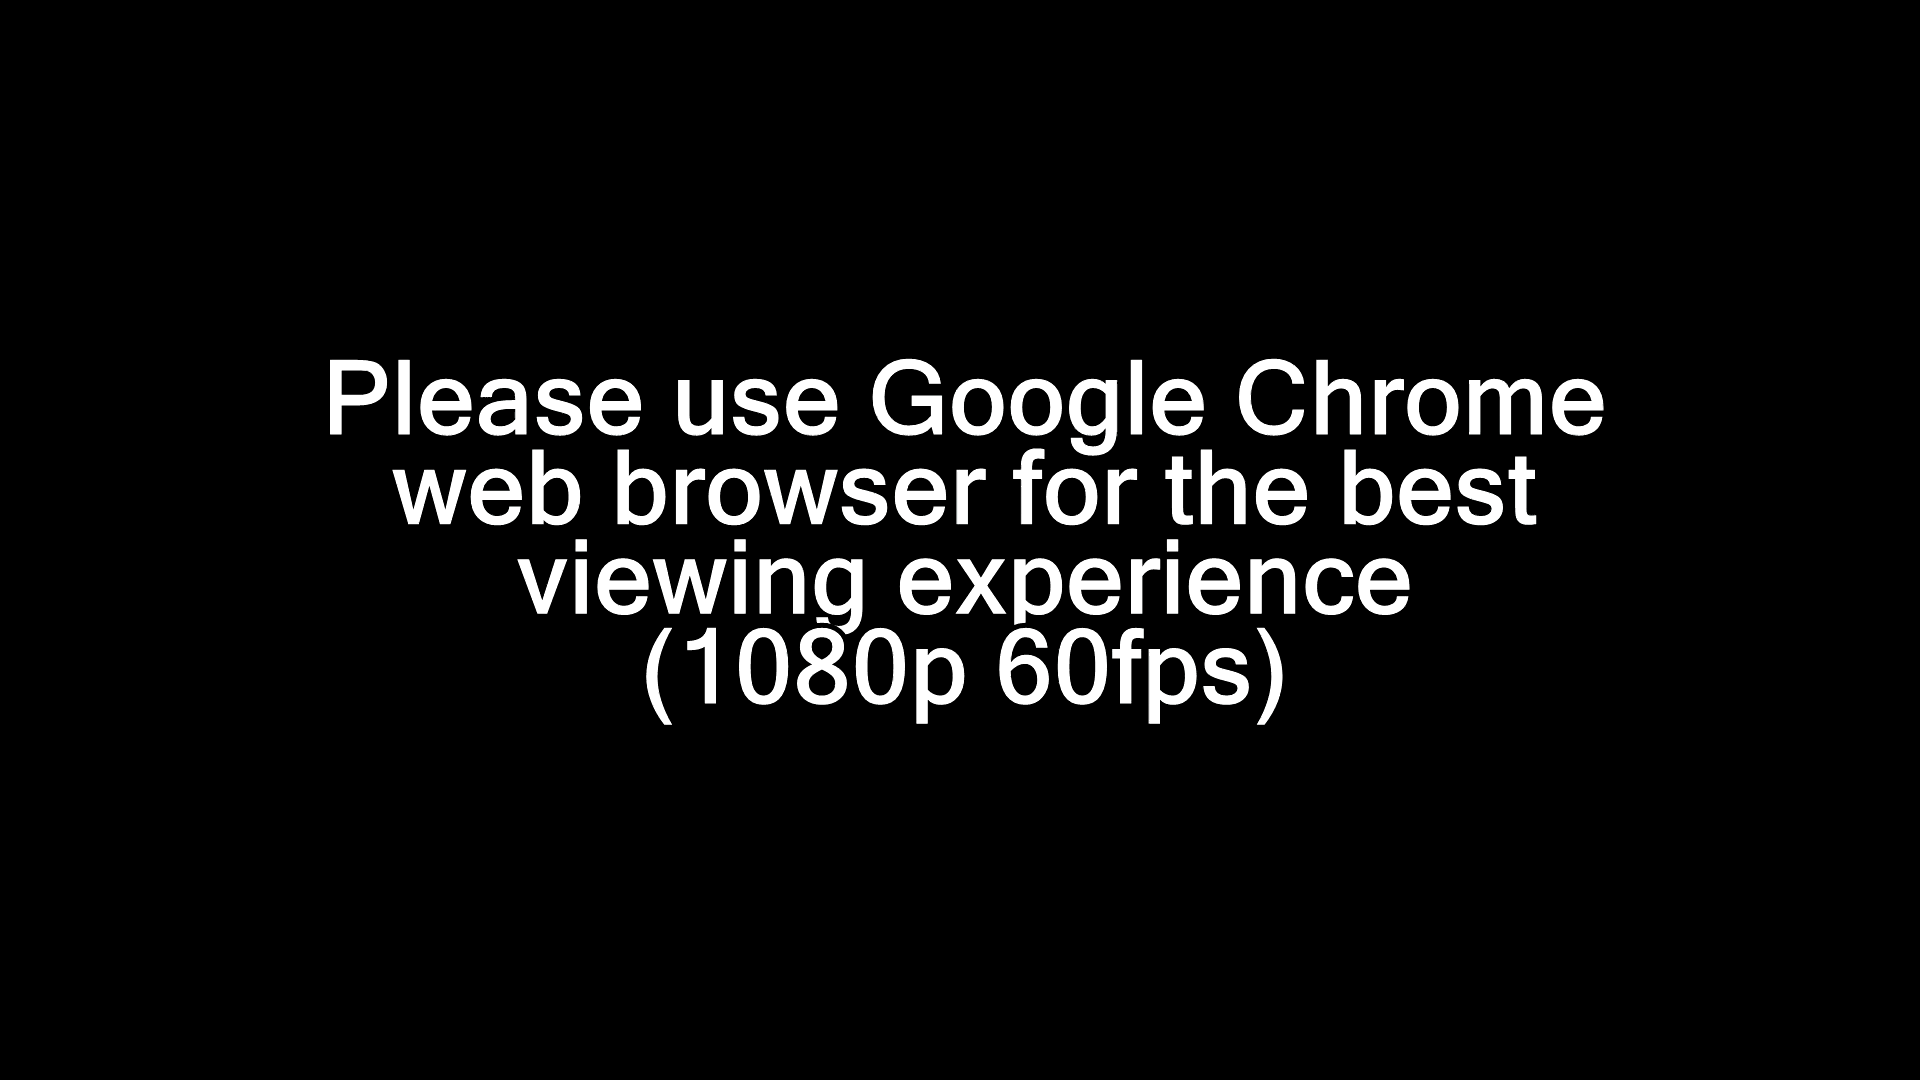 Please use Google Chrome
web browser for the best
viewing experience
(1080p 60fps)